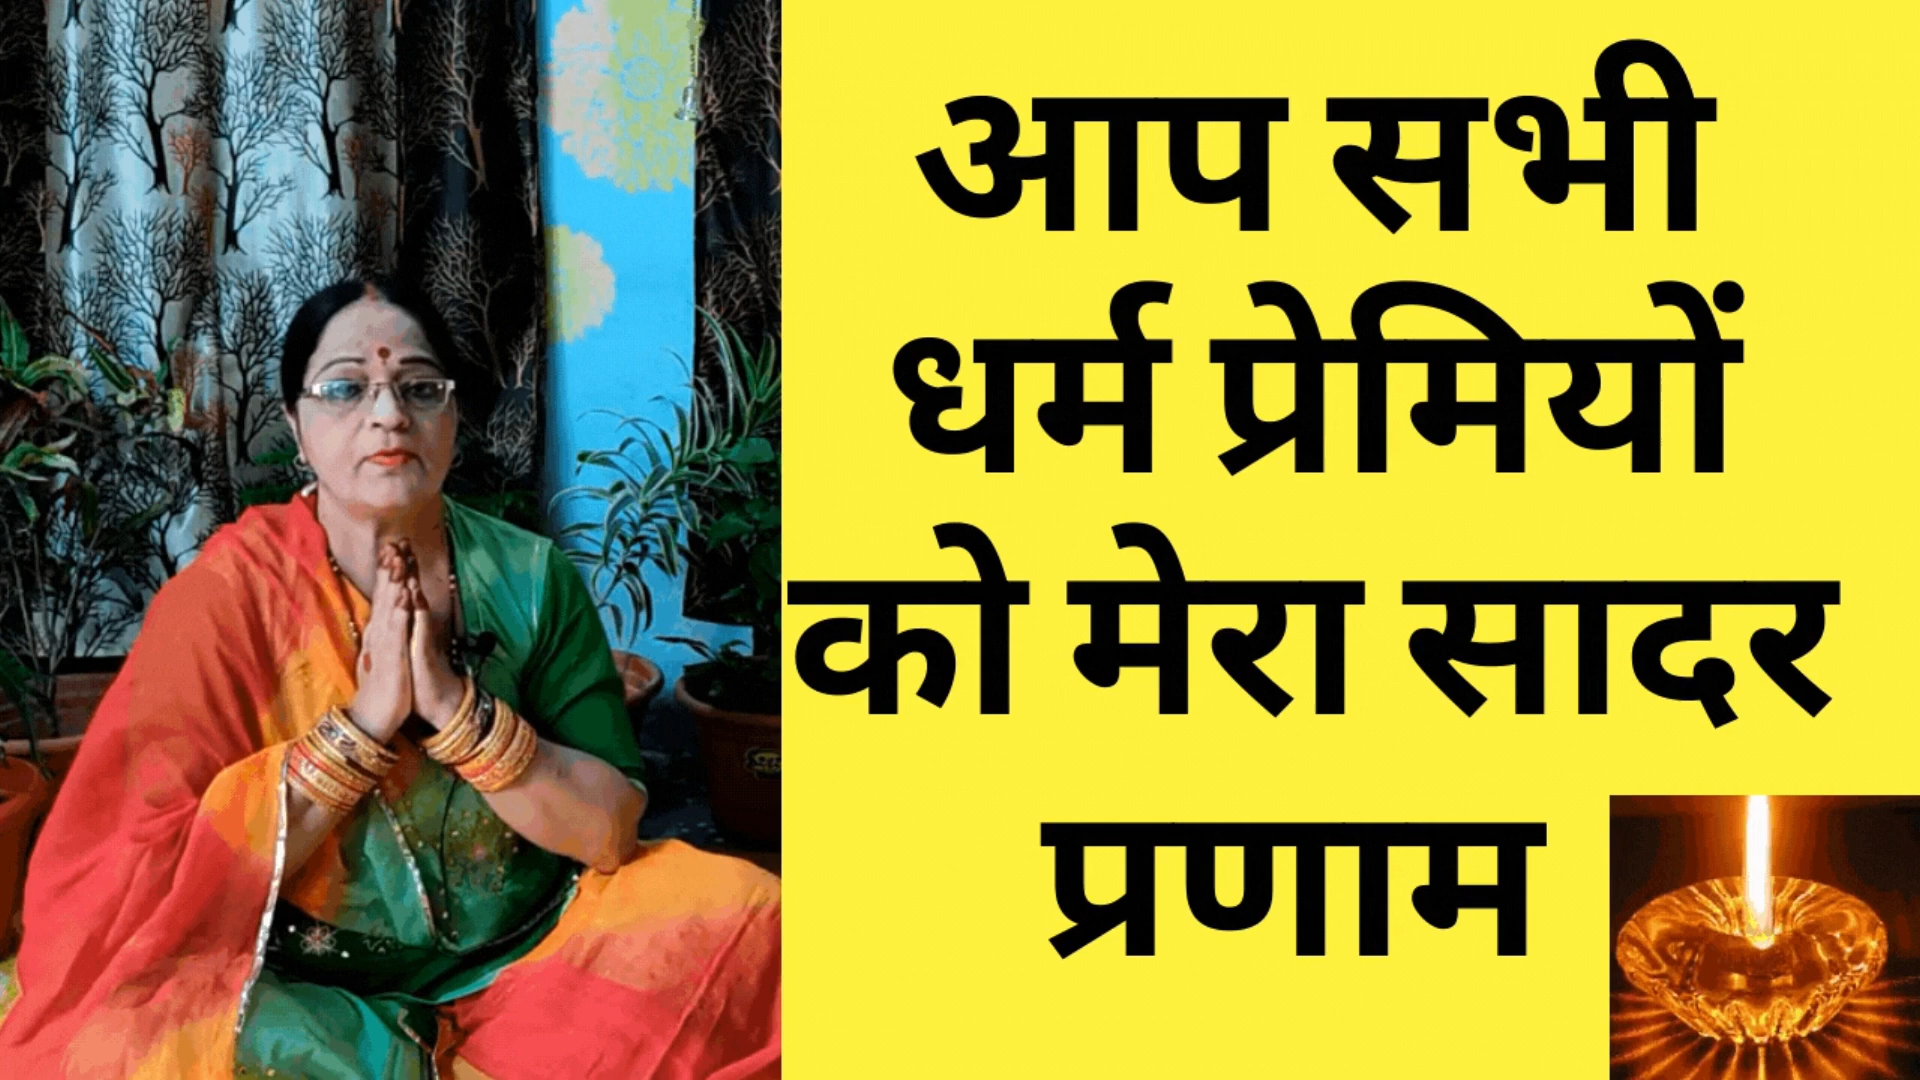 आप सभी
धर्म प्रेमियों
को मेरा सादर
प्रणाम